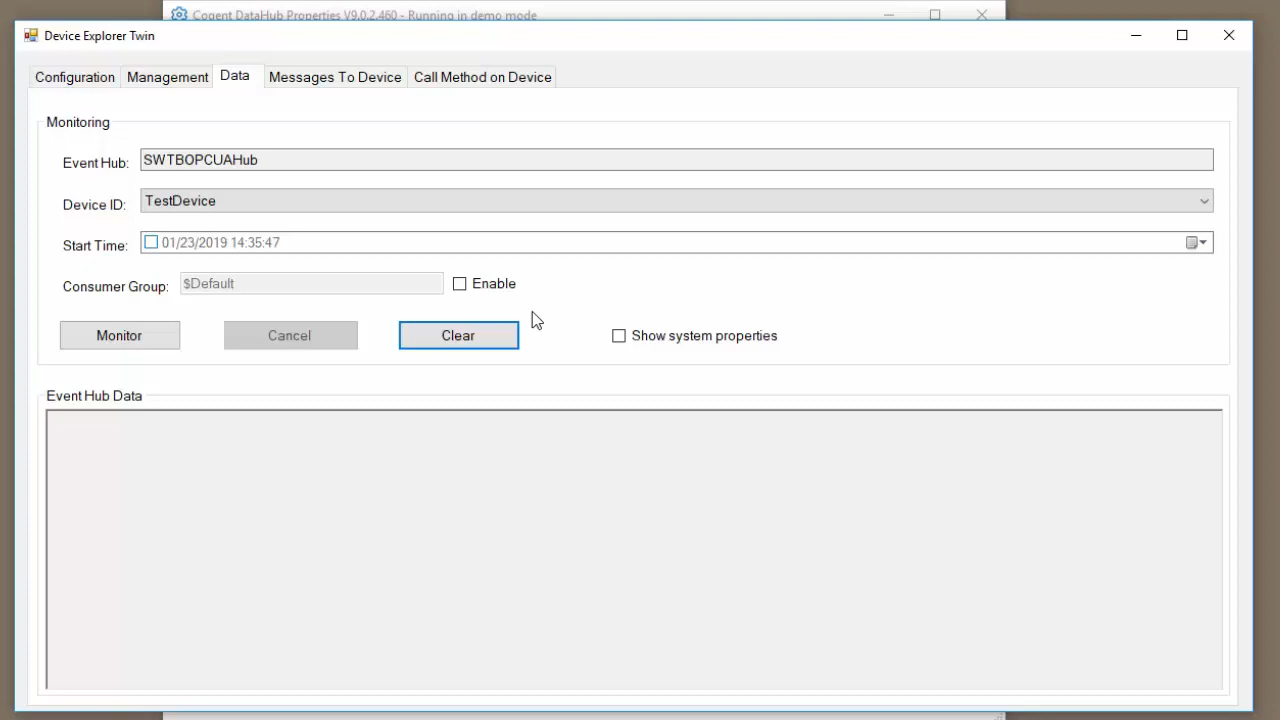 Cogent DataHub Properties V9.0.2.460 - Running in demo mode
Device Explorer Twin
Configuration Management Data Messages To Device Call Method on Device
Monitoring
Event Hub: SWTBOPCUAHub
Device ID: TestDevice
Start Time: 01/23/2019 14:35:47
Consumer Group: $Default Enable
Monitor Cancel Clear Show system properties
Event Hub Data